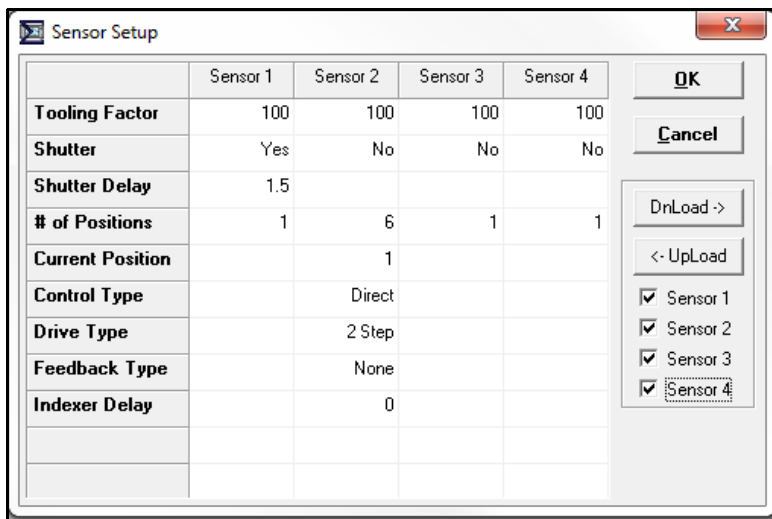 Sensor Setup
Sensor 1 Sensor 2 Sensor 3 Sensor 4
Tooling Factor 100 100 100 100
Shutter Yes No No No
Shutter Delay 1.5
# of Positions 1 6 1 1
Current Position 1
Control Type Direct
Drive Type 2 Step
Feedback Type None
Indexer Delay 0
OK
Cancel
DnLoad ->
<- UpLoad
Sensor 1
Sensor 2
Sensor 3
Sensor 4